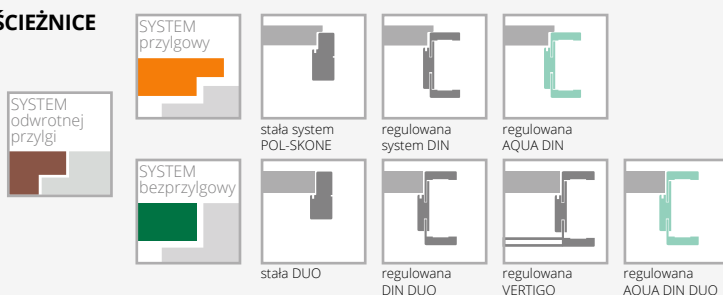 ŚCIEŻNICE
SYSTEM
przylgowy
stała system
POL-SKONE
regulowana
system DIN
regulowana
AQUA DIN
SYSTEM
odwrotnej
przylgi
SYSTEM
bezprzylgowy
stała DUO
regulowana
DIN DUO
regulowana
VERTIGO
regulowana
AQUA DIN DUO